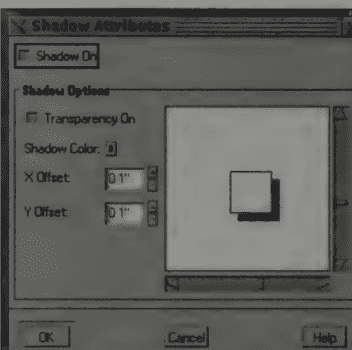 Shadow Attributes
Shadow On
Shadow Options
Transparency On
Shadow Color:
X Offset: 0.1"
Y Offset: 0.1"
OK Cancel Help